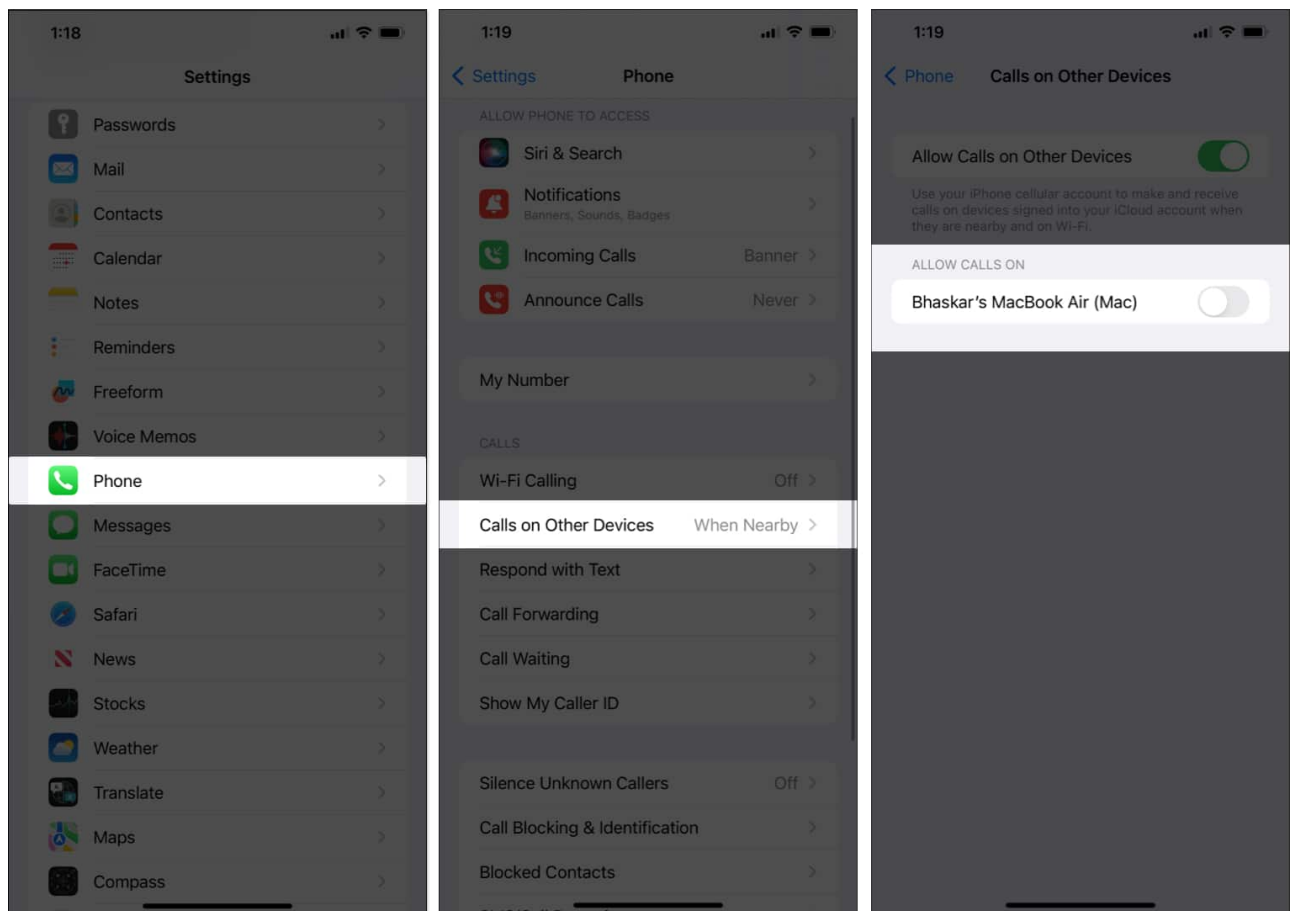 1:18
Settings
Passwords
Mail
Contacts
Calendar
Notes
Reminders
Freeform
Voice Memos
Phone
Messages
FaceTime
Safari
News
Stocks
Weather
Translate
Maps
Compass
1:19
Settings Phone
ALLOW PHONE TO ACCESS
Siri & Search
Notifications
Banners, Sounds, Badges
Incoming Calls Banner
Announce Calls Never
My Number
CALLS
Wi-Fi Calling Off
Calls on Other Devices When Nearby
Respond with Text
Call Forwarding
Call Waiting
Show My Caller ID
Silence Unknown Callers Off
Call Blocking & Identification
Blocked Contacts
1:19
Phone Calls on Other Devices
Allow Calls on Other Devices
Use your iPhone cellular account to make and receive
calls on devices signed into your iCloud account when
they are nearby and on Wi-Fi.
ALLOW CALLS ON
Bhaskar's MacBook Air (Mac)